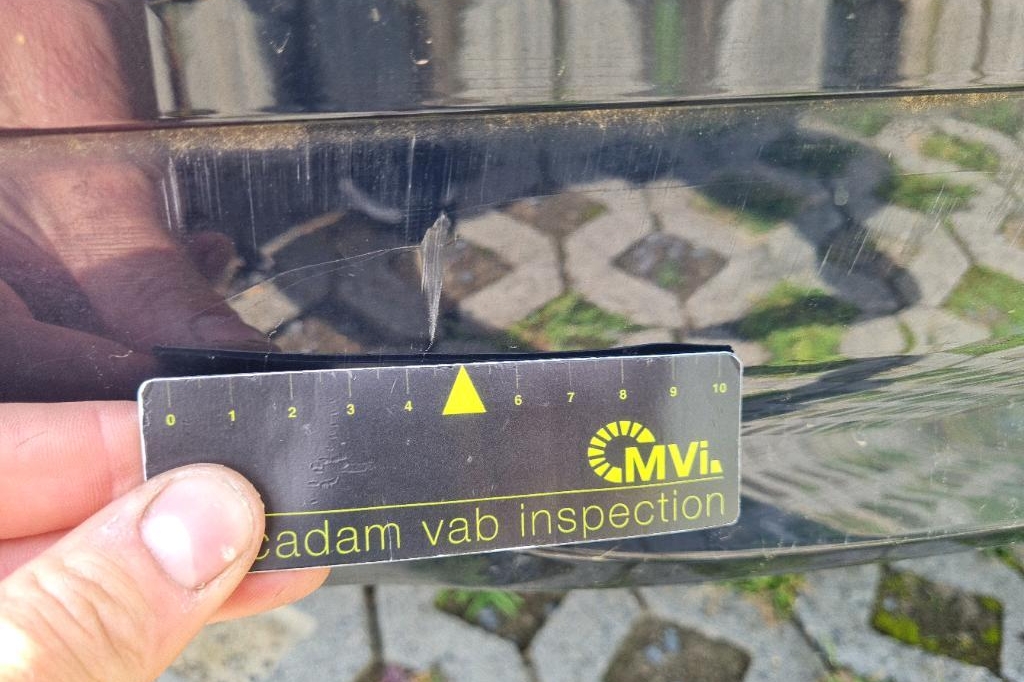 0 1 2 3 4 6 7 8 9 10
MVi.
cadam vab inspection